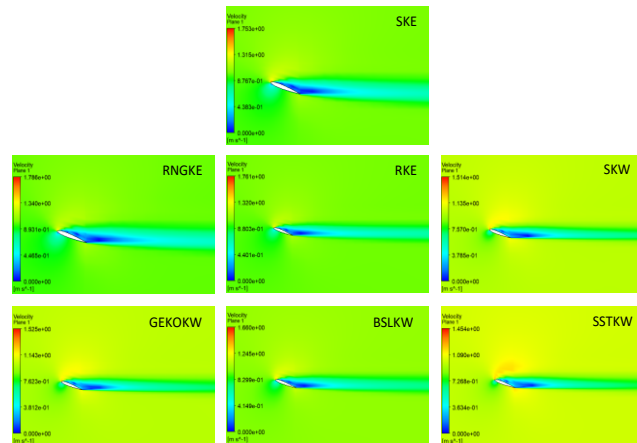 SKE
Velocity
Plane 1
1.753e+00
1.315e+00
8.767e-01
4.383e-01
0.000e+00
[m s^-1]
RNGKE
Velocity
Plane 1
1.786e+00
1.340e+00
8.931e-01
4.465e-01
0.000e+00
[m s^-1]
RKE
Velocity
Plane 1
1.761e+00
1.320e+00
8.803e-01
4.401e-01
0.000e+00
[m s^-1]
SKW
Velocity
Plane 1
1.514e+00
1.135e+00
7.570e-01
3.785e-01
0.000e+00
[m s^-1]
GEKOKW
Velocity
Plane 1
1.525e+00
1.143e+00
7.623e-01
3.812e-01
0.000e+00
[m s^-1]
BSLKW
Velocity
Plane 1
1.660e+00
1.245e+00
8.299e-01
4.149e-01
0.000e+00
[m s^-1]
SSTKW
Velocity
Plane 1
1.454e+00
1.090e+00
7.268e-01
3.634e-01
0.000e+00
[m s^-1]